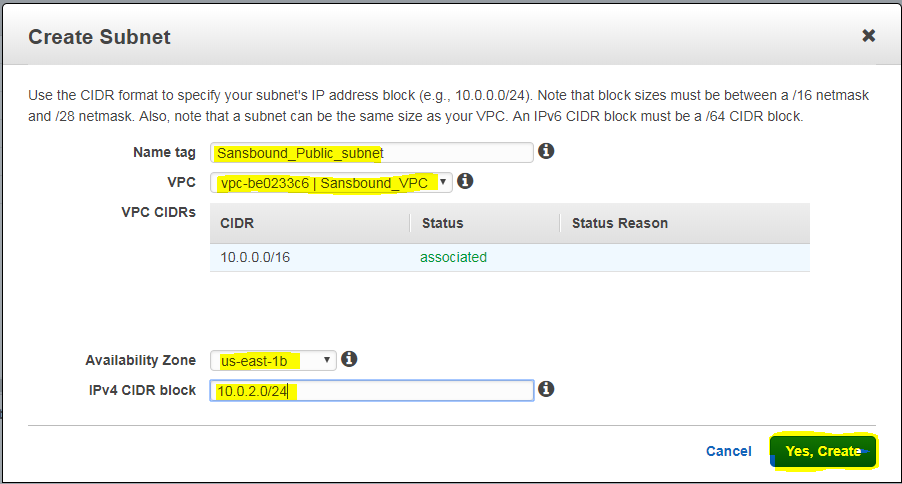 Create Subnet
Use the CIDR format to specify your subnet's IP address block (e.g., 10.0.0.0/24). Note that block sizes must be between a /16 netmask
and /28 netmask. Also, note that a subnet can be the same size as your VPC. An IPv6 CIDR block must be a /64 CIDR block.
Name tag Sansbound_Public_subnet
VPC vpc-be0233c6 | Sansbound_VPC
VPC CIDRs CIDR Status Status Reason
10.0.0.0/16 associated
Availability Zone us-east-1b
IPv4 CIDR block 10.0.2.0/24
Cancel Yes, Create